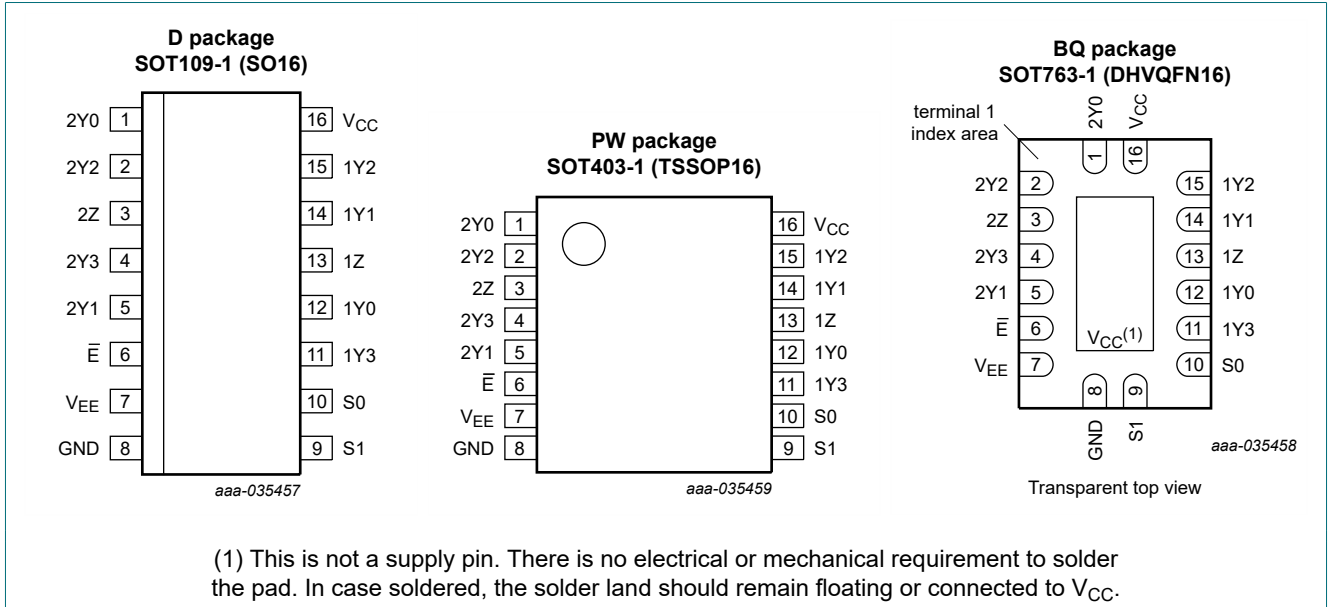 D package
SOT109-1 (SO16)
2Y0 1 16 VCC
2Y2 2 15 1Y2
2Z 3 14 1Y1
2Y3 4 13 1Z
2Y1 5 12 1Y0
E̅ 6 11 1Y3
VEE 7 10 S0
GND 8 9 S1
aaa-035457
PW package
SOT403-1 (TSSOP16)
2Y0 1 16 VCC
2Y2 2 15 1Y2
2Z 3 14 1Y1
2Y3 4 13 1Z
2Y1 5 12 1Y0
E̅ 6 11 1Y3
VEE 7 10 S0
GND 8 9 S1
aaa-035459
BQ package
SOT763-1 (DHVQFN16)
terminal 1
index area
2Y0 VCC
1 16
2Y2 2 15 1Y2
2Z 3 14 1Y1
2Y3 4 13 1Z
2Y1 5 12 1Y0
E̅ 6 11 1Y3
VCC(1)
VEE 7 10 S0
8 9
GND S1
aaa-035458
Transparent top view
(1) This is not a supply pin. There is no electrical or mechanical requirement to solder
the pad. In case soldered, the solder land should remain floating or connected to VCC.